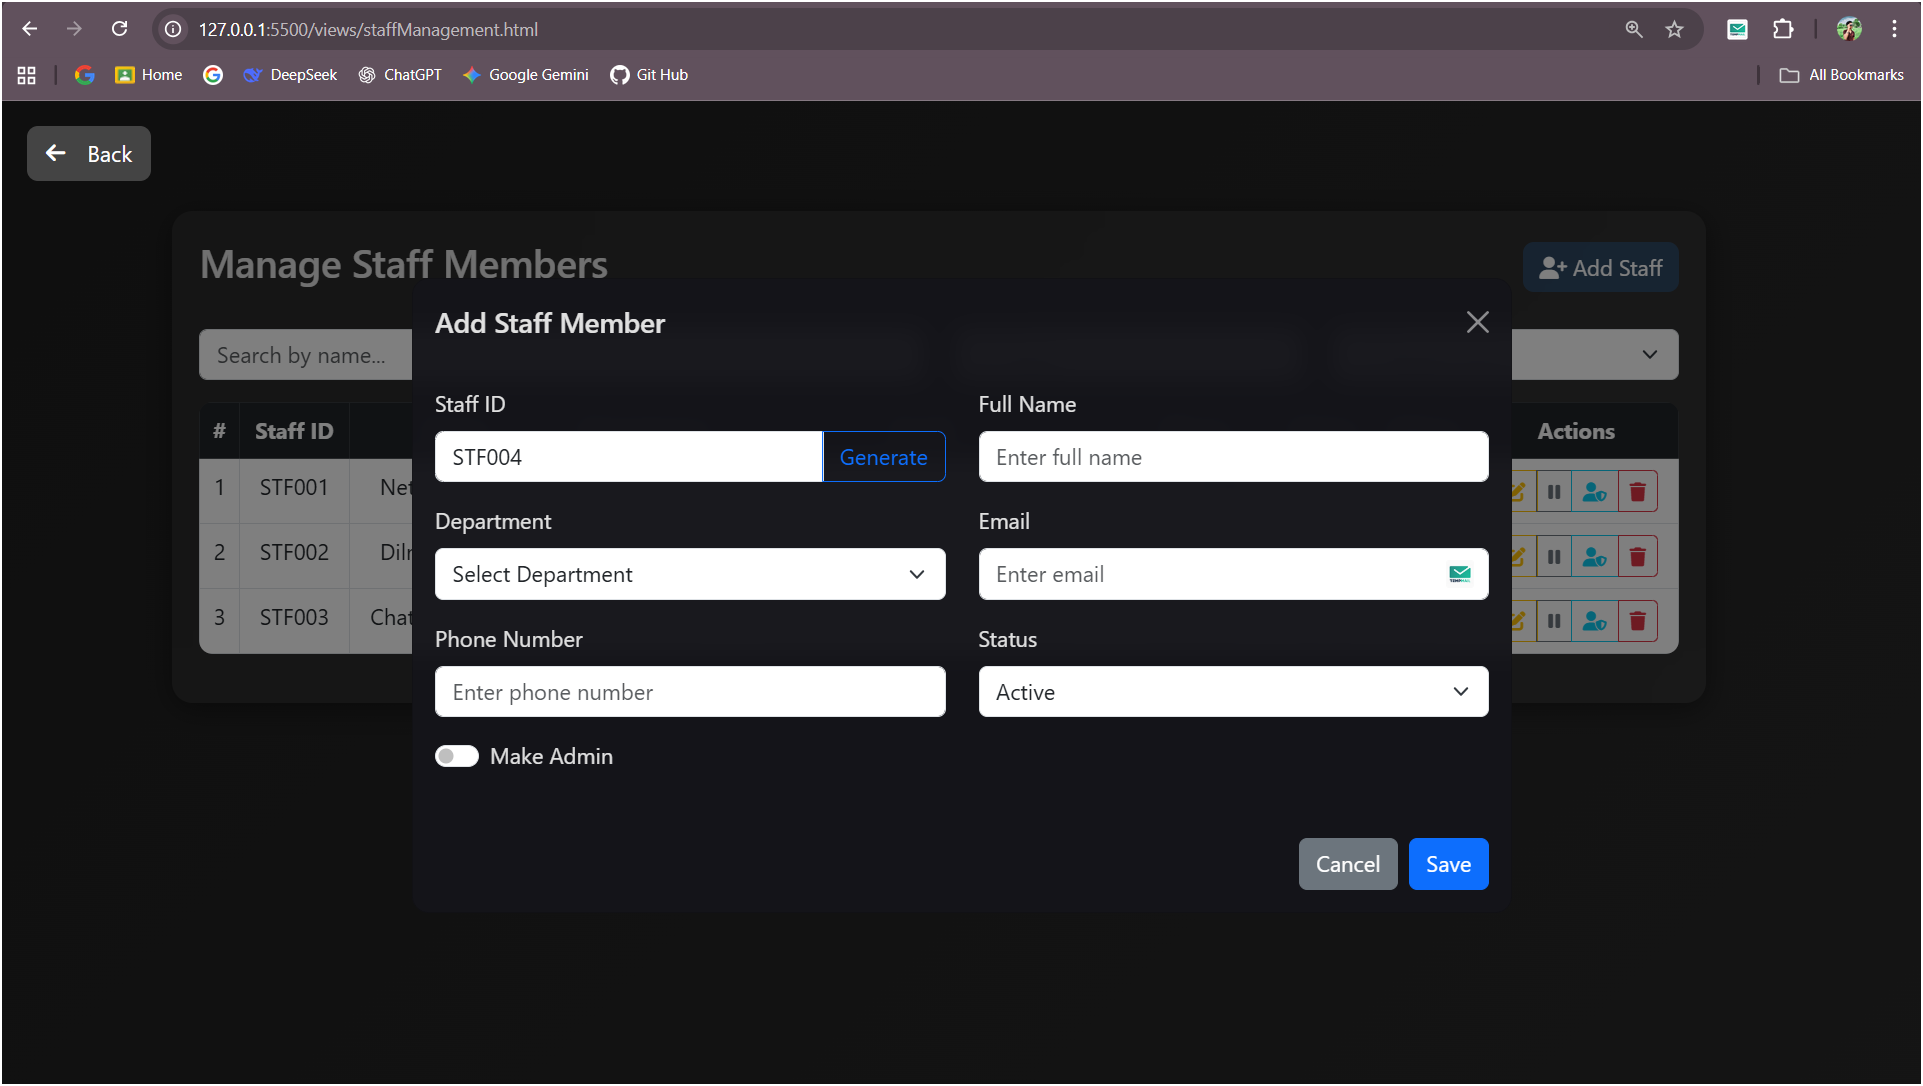 127.0.0.1:5500/views/staffManagement.html
Home DeepSeek ChatGPT Google Gemini Git Hub All Bookmarks
Back
Manage Staff Members
Add Staff
Add Staff Member
Search by name...
Staff ID Full Name
STF004 Generate Enter full name
# Staff ID Actions
1 STF001 Net
Department Email
2 STF002 Diln
Select Department Enter email
3 STF003 Chat
Phone Number Status
Enter phone number Active
Make Admin
Cancel Save